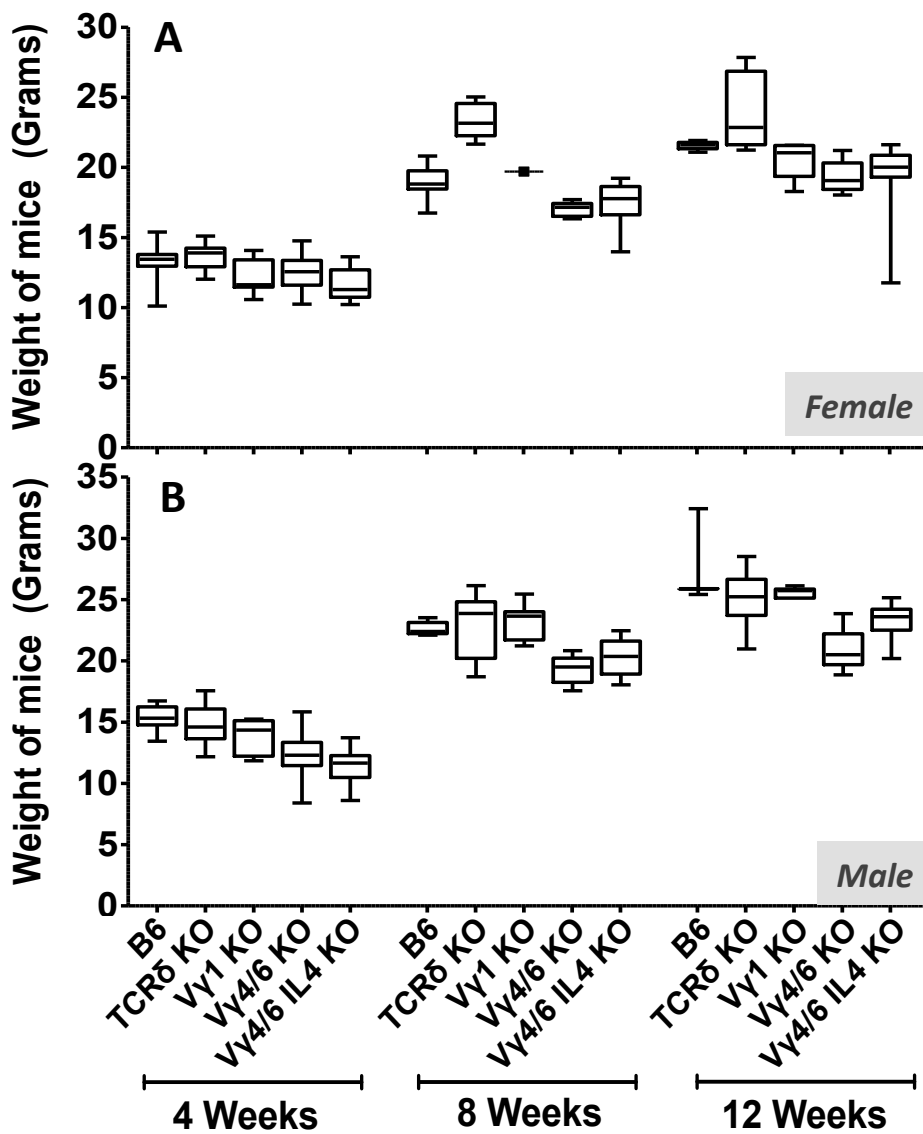 A
Weight of mice (Grams)
30
25
20
15
10
5
0
Female
B
Weight of mice (Grams)
35
30
25
20
15
10
5
0
Male
B6
TCRδ KO
Vγ1 KO
Vγ4/6 KO
Vγ4/6 IL4 KO
B6
TCRδ KO
Vγ1 KO
Vγ4/6 KO
Vγ4/6 IL4 KO
B6
TCRδ KO
Vγ1 KO
Vγ4/6 KO
Vγ4/6 IL4 KO
4 Weeks
8 Weeks
12 Weeks